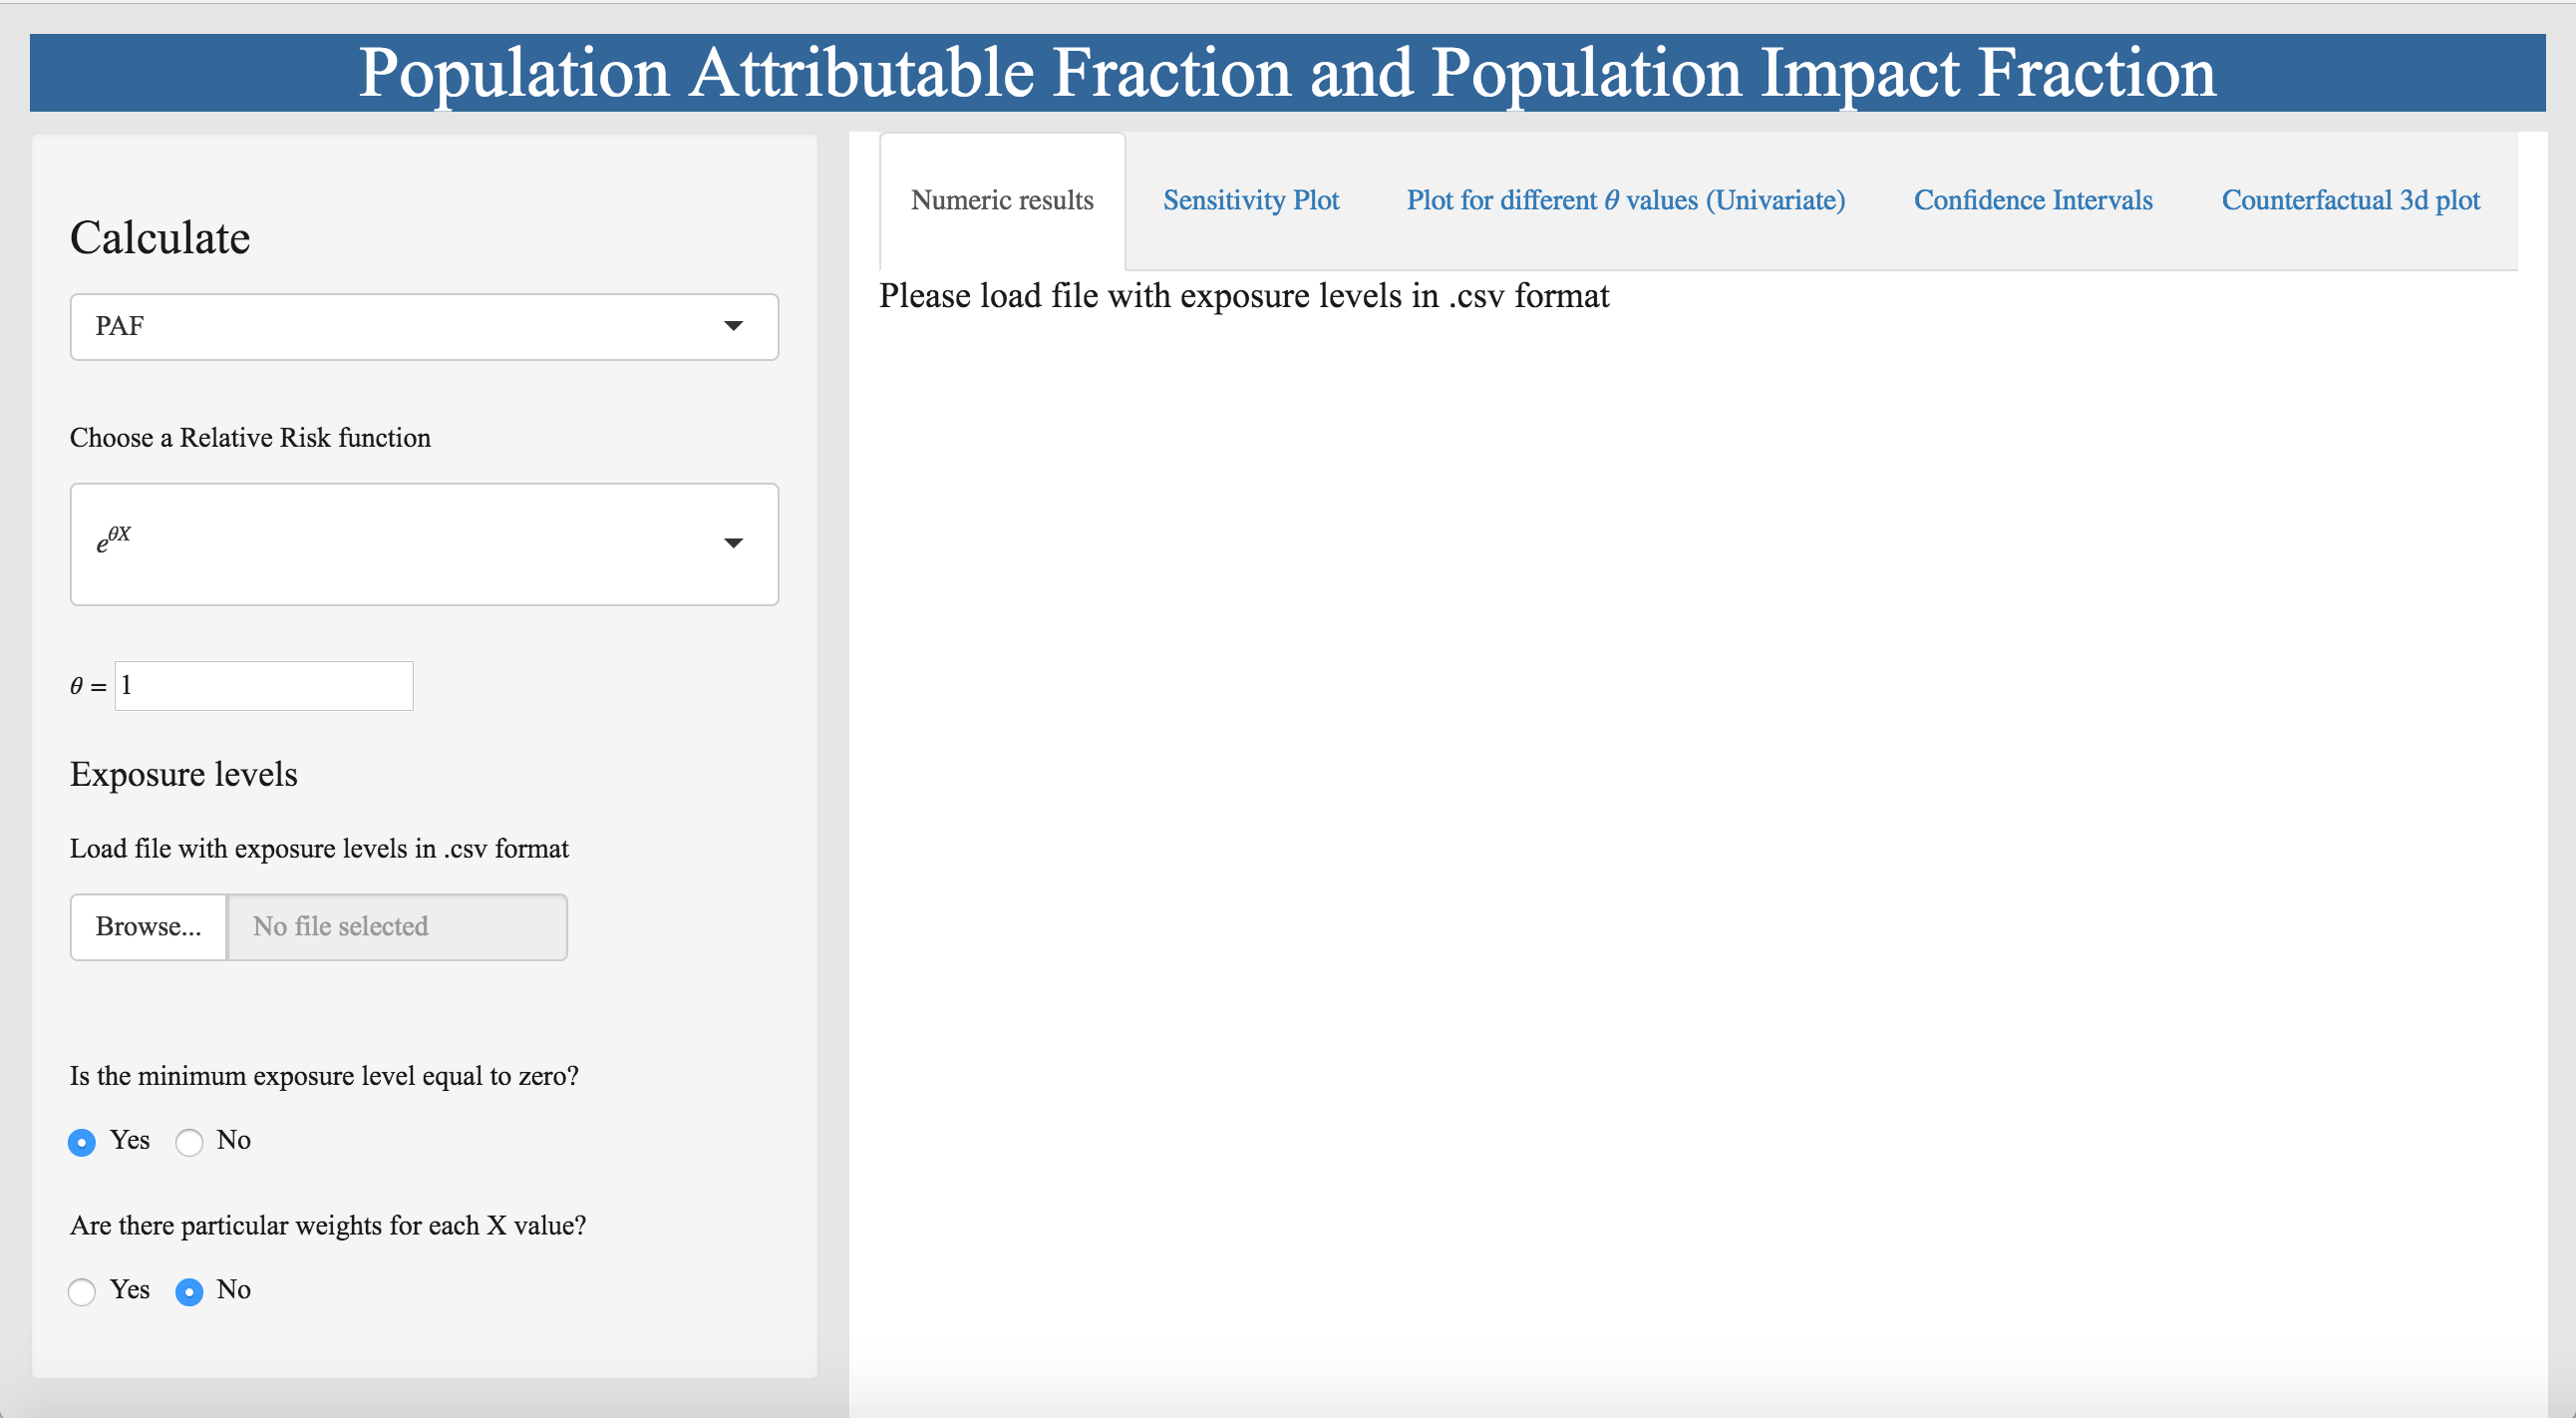 Population Attributable Fraction and Population Impact Fraction
Calculate
PAF
Choose a Relative Risk function
e^{θX}
θ = 1
Exposure levels
Load file with exposure levels in .csv format
Browse... No file selected
Is the minimum exposure level equal to zero?
Yes No
Are there particular weights for each X value?
Yes No
Numeric results Sensitivity Plot Plot for different θ values (Univariate) Confidence Intervals Counterfactual 3d plot
Please load file with exposure levels in .csv format